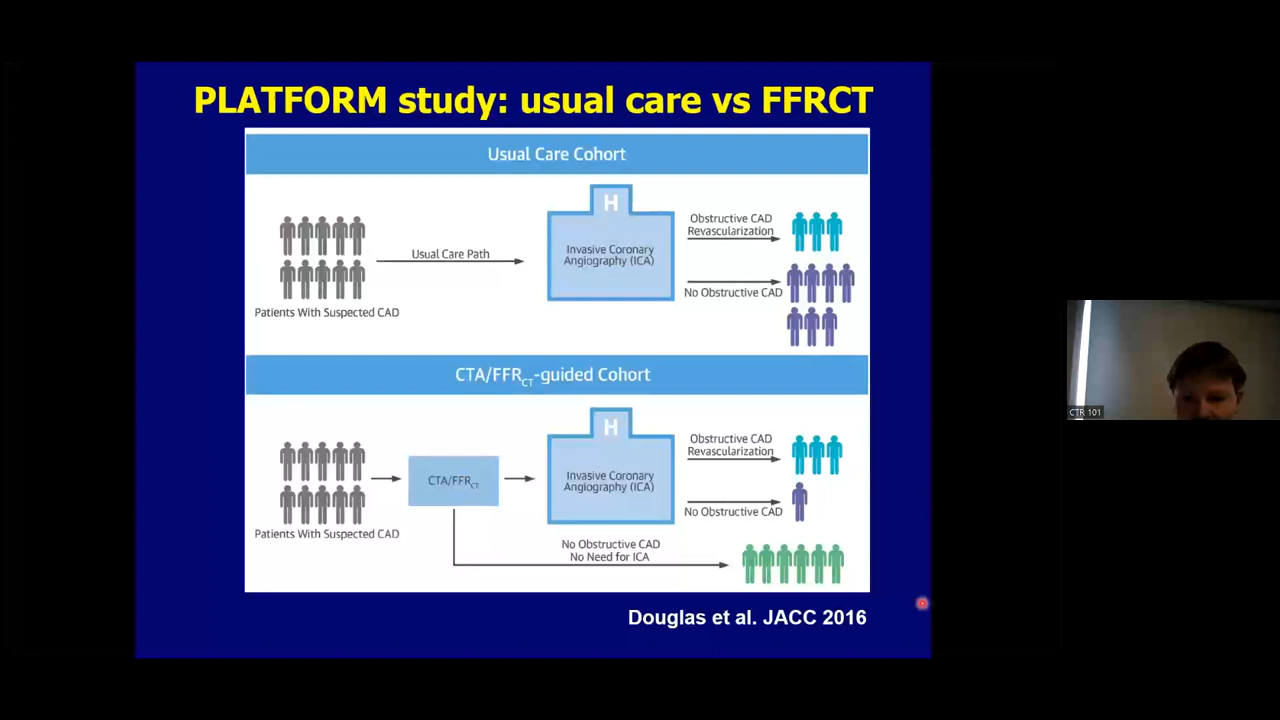 PLATFORM study: usual care vs FFRCT
Usual Care Cohort
Patients With Suspected CAD
Usual Care Path
H
Invasive Coronary
Angiography (ICA)
Obstructive CAD
Revascularization
No Obstructive CAD
CTA/FFRCT-guided Cohort
Patients With Suspected CAD
CTA/FFRCT
H
Invasive Coronary
Angiography (ICA)
Obstructive CAD
Revascularization
No Obstructive CAD
No Obstructive CAD
No Need for ICA
Douglas et al. JACC 2016
CTR 101